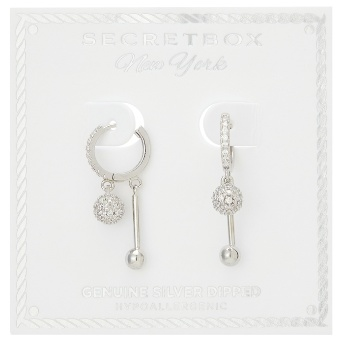 SECRETBOX
New York
GENUINE SILVER DIPPED
HYPOALLERGENIC